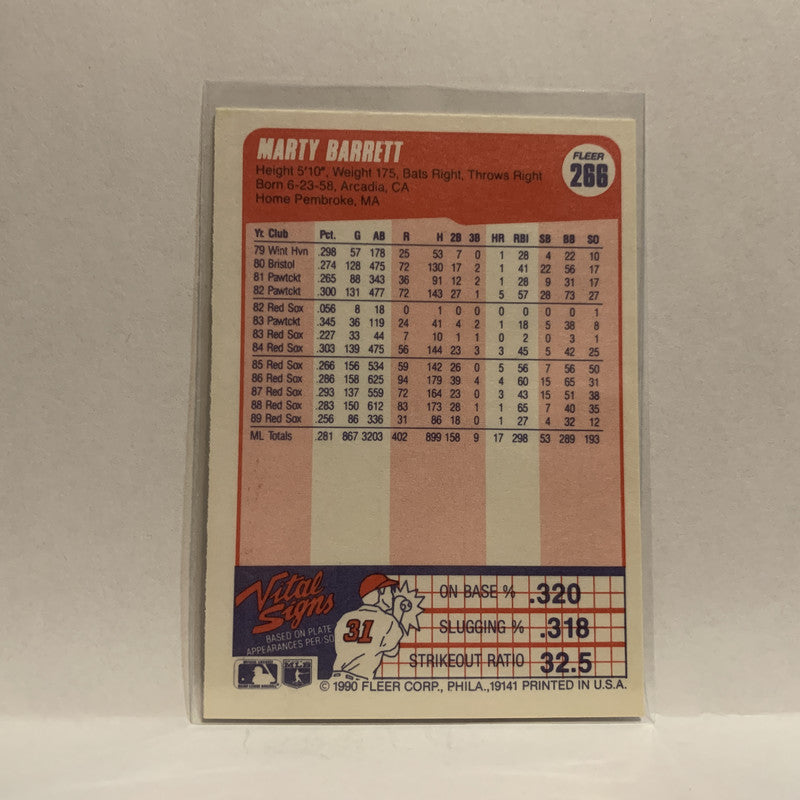 MARTY BARRETT
Height 5'10", Weight 175, Bats Right, Throws Right
Born 6-23-58, Arcadia, CA
Home Pembroke, MA
FLEER
266
Yr. Club Pct. G AB R H 2B 3B HR RBI SB BB SO
79 Wint Hvn .298 57 178 25 53 7 0 1 28 4 22 10
80 Bristol .274 128 475 72 130 17 2 1 41 22 56 17
81 Pawtckt .265 88 343 36 91 12 2 1 28 9 31 17
82 Pawtckt .300 131 477 72 143 27 1 5 57 28 73 27
82 Red Sox .056 8 18 0 1 0 0 0 0 0 0 1
83 Pawtckt .345 36 119 24 41 4 2 1 18 5 38 8
83 Red Sox .227 33 44 7 10 1 1 0 2 0 3 1
84 Red Sox .303 139 475 56 144 23 3 3 45 5 42 25
85 Red Sox .266 156 534 59 142 26 0 5 56 7 56 50
86 Red Sox .286 158 625 94 179 39 4 4 60 15 65 31
87 Red Sox .293 137 559 72 164 23 0 3 43 15 51 38
88 Red Sox .283 150 612 83 173 28 1 1 65 7 40 35
89 Red Sox .256 86 336 31 86 18 0 1 27 4 32 12
ML Totals .281 867 3203 402 899 158 9 17 298 53 289 193
Vital Signs
BASED ON PLATE
APPEARANCES PER/SO
31
ON BASE % .320
SLUGGING % .318
STRIKEOUT RATIO 32.5
© 1990 FLEER CORP., PHILA., 19141 PRINTED IN U.S.A.